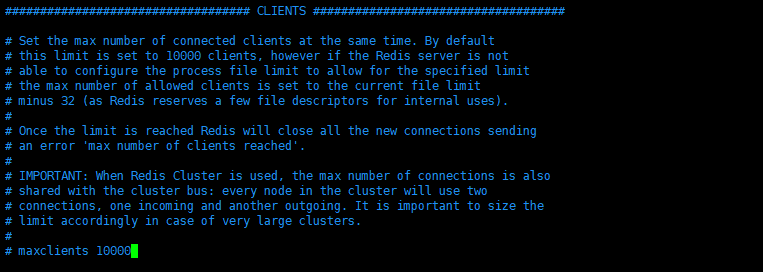 ################################### CLIENTS ####################################
# Set the max number of connected clients at the same time. By default
# this limit is set to 10000 clients, however if the Redis server is not
# able to configure the process file limit to allow for the specified limit
# the max number of allowed clients is set to the current file limit
# minus 32 (as Redis reserves a few file descriptors for internal uses).
#
# Once the limit is reached Redis will close all the new connections sending
# an error 'max number of clients reached'.
#
# IMPORTANT: When Redis Cluster is used, the max number of connections is also
# shared with the cluster bus: every node in the cluster will use two
# connections, one incoming and another outgoing. It is important to size the
# limit accordingly in case of very large clusters.
#
# maxclients 10000